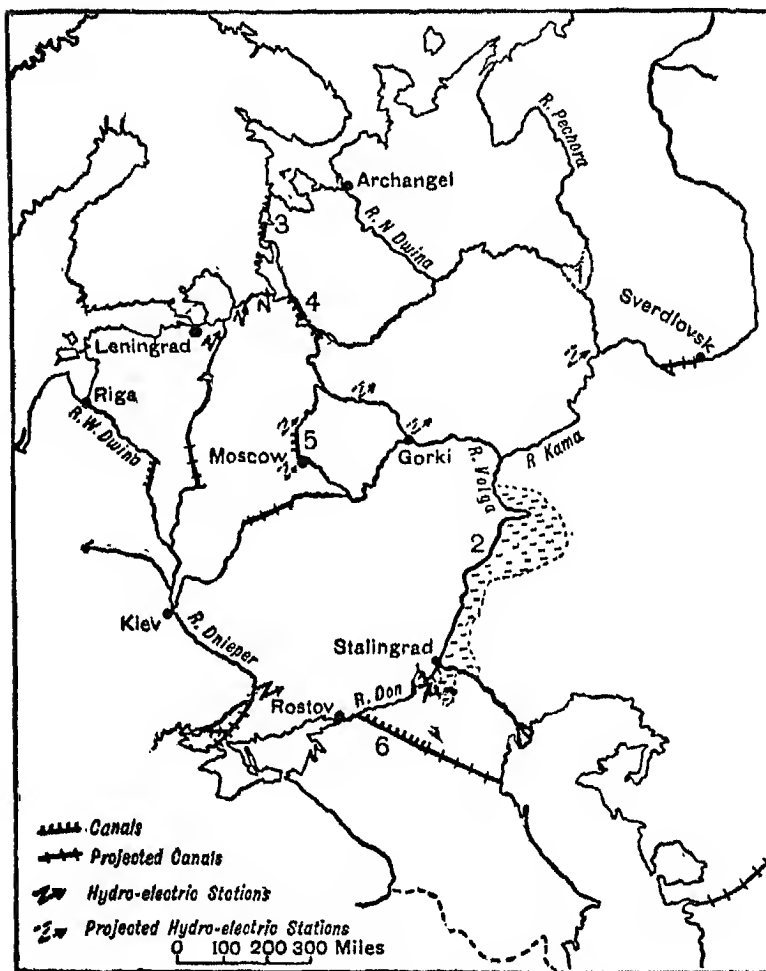 R. Pechora
Archangel
R. N Dwina
3
Sverdlovsk
4
Leningrad
Riga
R. W. Dwina
5
Moscow
Gorki
R. Volga
R Kama
2
Kiev
R. Dnieper
Stalingrad
Rostov
R. Don
6
Canals
Projected Canals
Hydro-electric Stations
Projected Hydro-electric Stations
0 100 200 300 Miles